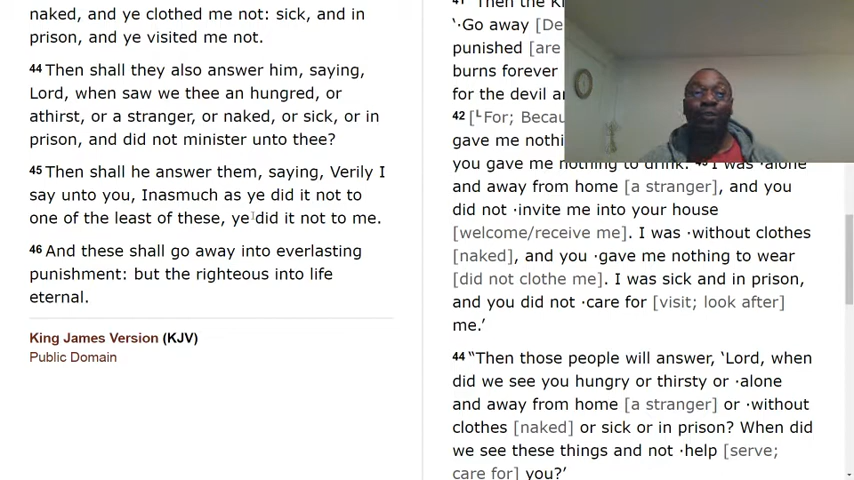 naked, and ye clothed me not: sick, and in
prison, and ye visited me not.
44 Then shall they also answer him, saying,
Lord, when saw we thee an hungred, or
athirst, or a stranger, or naked, or sick, or in
prison, and did not minister unto thee?
45 Then shall he answer them, saying, Verily I
say unto you, Inasmuch as ye did it not to
one of the least of these, ye did it not to me.
46 And these shall go away into everlasting
punishment: but the righteous into life
eternal.
King James Version (KJV)
Public Domain
“Then the
‘·Go away [
punished [are
burns forever
for the devil
42 [ᴸFor;
gave me
you gave me nothing to drink. I was ·alone
and away from home [a stranger], and you
did not ·invite me into your house
[welcome/receive me]. I was ·without clothes
[naked], and you ·gave me nothing to wear
[did not clothe me]. I was sick and in prison,
and you did not ·care for [visit; look after]
me.’
44 “Then those people will answer, ‘Lord, when
did we see you hungry or thirsty or ·alone
and away from home [a stranger] or ·without
clothes [naked] or sick or in prison? When did
we see these things and not ·help [serve;
care for] you?’